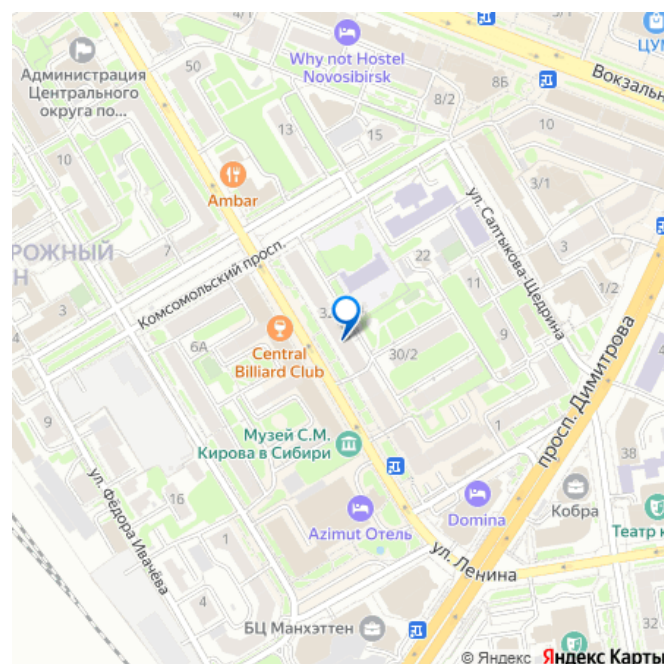 ЦУМ
Why not Hostel
Novosibirsk
Вокзальн
Администрация
Центрального
округа по...
50
8Б
8/2
13
15
10
10
3/1
Ambar
ул. Салтыкова-Щедрина
РОЖНЫЙ
Н
7
22
3
Комсомольский просп.
11
1/2
3
6А
Central
Billiard Club
30/2
9
4
просп. Димитрова
9
Музей С.М.
Кирова в Сибири
1
38
ул. Фёдора Ивачёва
16
Azimut Отель
Domina
Кобра
Театр к
1
ул. Ленина
4
БЦ Манхэттен
32
© Яндекс Яндекс Карты